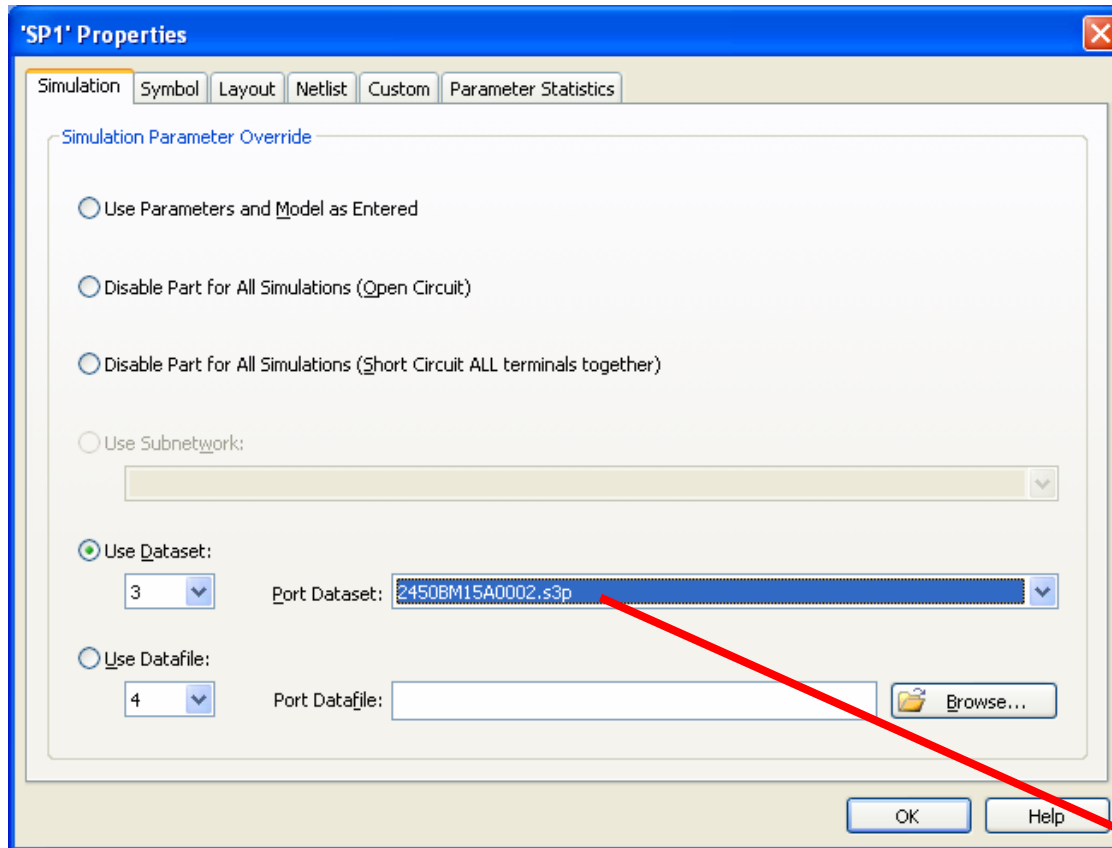 'SP1' Properties
Simulation Symbol Layout Netlist Custom Parameter Statistics
Simulation Parameter Override
Use Parameters and Model as Entered
Disable Part for All Simulations (Open Circuit)
Disable Part for All Simulations (Short Circuit ALL terminals together)
Use Subnetwork:
Use Dataset:
3 Port Dataset: 2450BM15A0002.s3p
Use Datafile:
4 Port Datafile: Browse...
OK Help